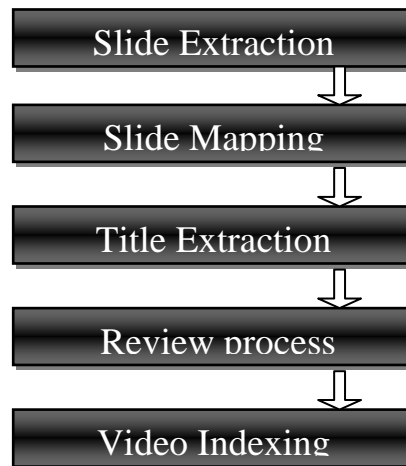 Slide Extraction
Slide Mapping
Title Extraction
Review process
Video Indexing